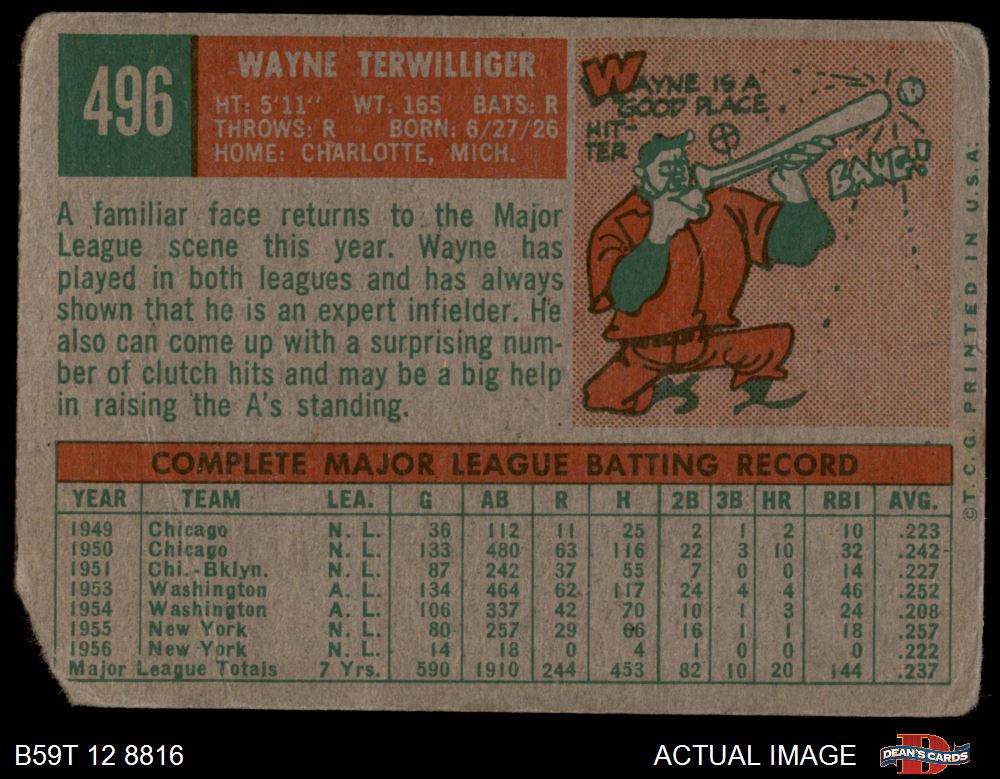 496
WAYNE TERWILLIGER
HT: 5'11" WT: 165 BATS: R
THROWS: R BORN: 6/27/26
HOME: CHARLOTTE, MICH.
WAYNE IS A
GOOD PLACE
HIT-
TER
BANG!
A familiar face returns to the Major
League scene this year. Wayne has
played in both leagues and has always
shown that he is an expert infielder. He
also can come up with a surprising num-
ber of clutch hits and may be a big help
in raising the A's standing.
©T. C. G. PRINTED IN U.S.A.
COMPLETE MAJOR LEAGUE BATTING RECORD
YEAR TEAM LEA. G AB R H 2B 3B HR RBI AVG.
1949 Chicago N. L. 36 112 11 25 2 1 2 10 .223
1950 Chicago N. L. 133 480 63 116 22 3 10 32 .242
1951 Chi.-Bklyn. N. L. 87 242 37 55 7 0 0 14 .227
1953 Washington A. L. 134 464 62 117 24 4 4 46 .252
1954 Washington A. L. 106 337 42 70 10 1 3 24 .208
1955 New York N. L. 80 257 29 66 16 1 1 18 .257
1956 New York N. L. 14 18 0 4 1 0 0 0 .222
Major League Totals 7 Yrs. 590 1910 244 453 82 10 20 144 .237
B59T 12 8816
ACTUAL IMAGE
DEAN'S CARDS